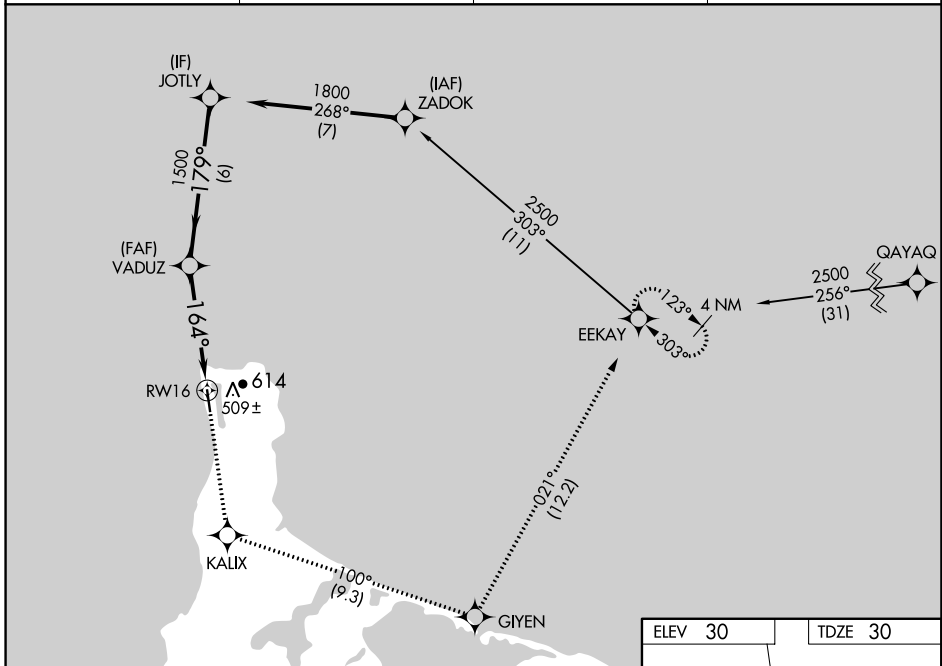 (IF)
JOTLY
1800
268°
(7)
(IAF)
ZADOK
1500
179°
(6)
2500
303°
(11)
(FAF)
VADUZ
QAYAQ
2500
256°
(31)
123°
4 NM
EEKAY
303°
164°
RW16
614
509±
021°
(12.2)
KALIX
100°
(9.3)
GIYEN
ELEV 30
TDZE 30